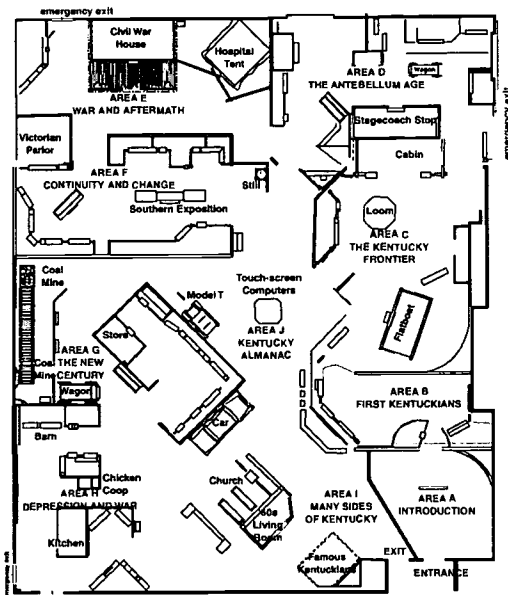 emergency exit
Civil War
House
Hospital
Tent
AREA E
WAR AND AFTERMATH
AREA D
THE ANTEBELLUM AGE
Wagon
emergency exit
Stagecoach Stop
Cabin
Victorian
Parlor
AREA F
CONTINUITY AND CHANGE
Still
Southern Exposition
Loom
AREA C
THE KENTUCKY
FRONTIER
Coal
Mine
Touch-screen
Computers
Model T
AREA J
KENTUCKY
ALMANAC
Flatboat
Store
AREA G
THE NEW
CENTURY
Coal
Mine
Wagon
AREA B
FIRST KENTUCKIANS
Car
Barn
Chicken
Coop
AREA H
DEPRESSION AND WAR
Church
60s
Living
Room
AREA I
MANY SIDES
OF KENTUCKY
AREA A
INTRODUCTION
Kitchen
Famous
Kentuckians
EXIT
ENTRANCE
emergency exit